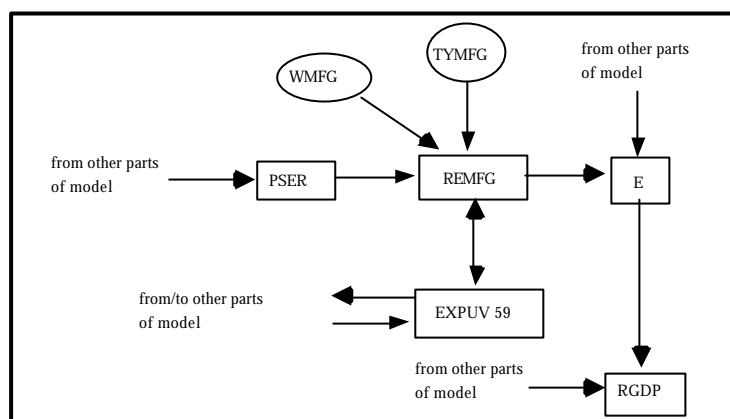 TYMFG
WMFG
from other parts
of model
from other parts
of model
PSER
REMFG
E
from/to other parts
of model
EXPUV 59
from other parts
of model
RGDP